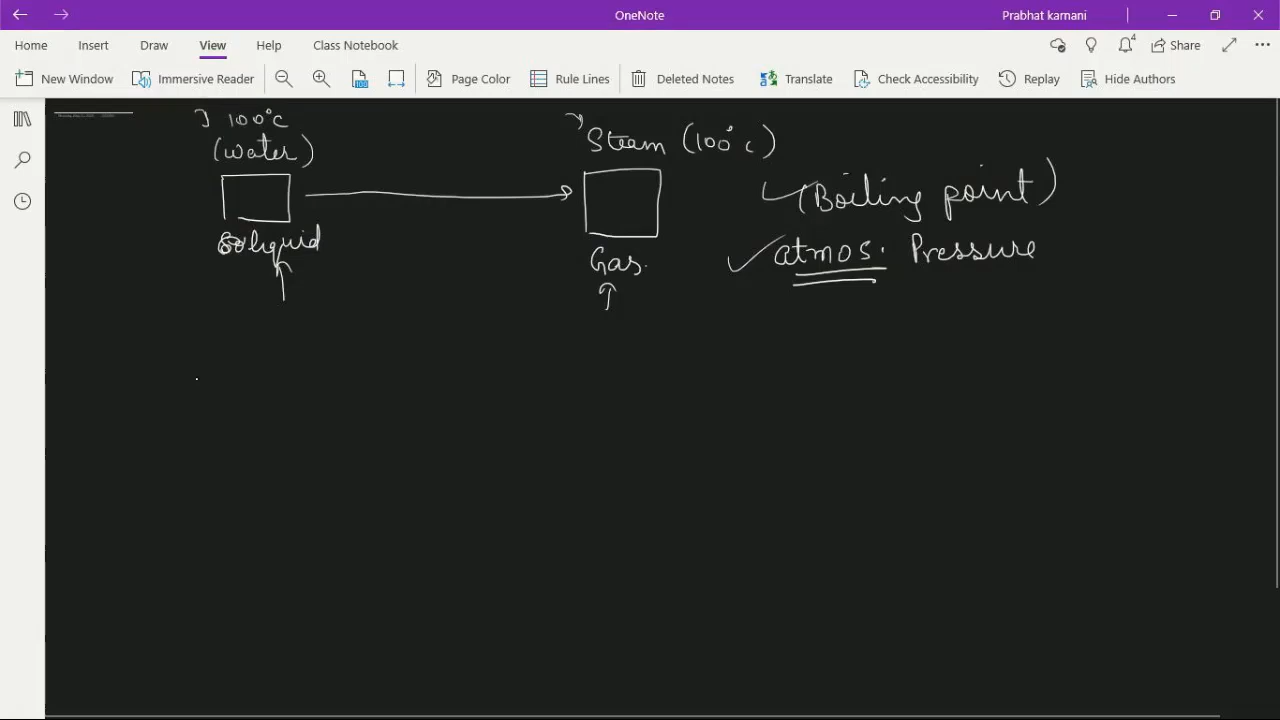 OneNote
Prabhat karnani
Home Insert Draw View Help Class Notebook
4
Share
New Window Immersive Reader Page Color Rule Lines Deleted Notes Translate Check Accessibility Replay Hide Authors
100°C
(water)
Steam (100°C)
(Boiling point)
liquid
Gas.
atmos. Pressure